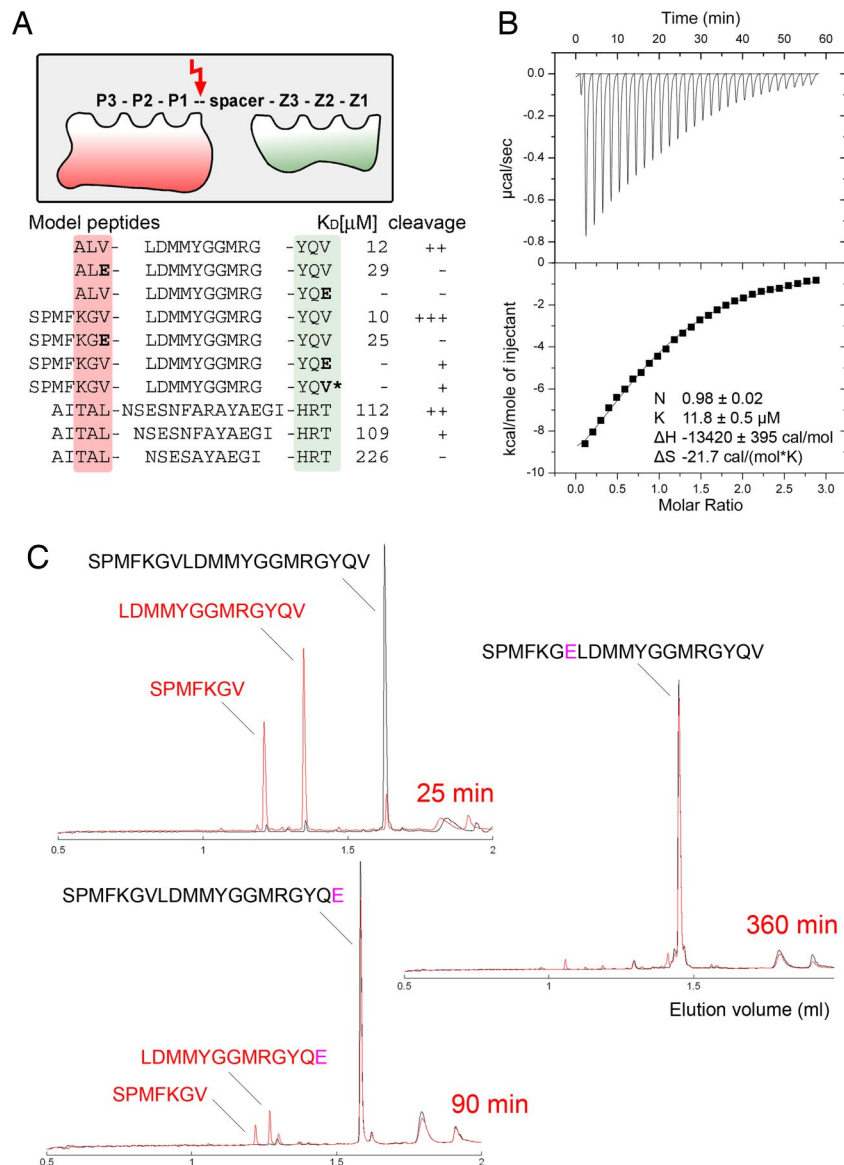 A
P3 - P2 - P1 -- spacer - Z3 - Z2 - Z1
Model peptides KD[µM] cleavage
ALV- LDMMYGGMRG -YQV 12 ++
ALE- LDMMYGGMRG -YQV 29 -
ALV- LDMMYGGMRG -YQE - -
SPMFKGV- LDMMYGGMRG -YQV 10 +++
SPMFKGE- LDMMYGGMRG -YQV 25 -
SPMFKGV- LDMMYGGMRG -YQE - +
SPMFKGV- LDMMYGGMRG -YQV* - +
AITAL- NSESNFARAYAEGI -HRT 112 ++
AITAL- NSESNFAYAEGI -HRT 109 +
AITAL- NSESAYAEGI -HRT 226 -
B
Time (min)
0 10 20 30 40 50 60
0.0
-0.2
-0.4
-0.6
-0.8
µcal/sec
-2
-4
-6
-8
-10
kcal/mole of injectant
N 0.98 ± 0.02
K 11.8 ± 0.5 µM
ΔH -13420 ± 395 cal/mol
ΔS -21.7 cal/(mol*K)
0.0 0.5 1.0 1.5 2.0 2.5 3.0
Molar Ratio
C
SPMFKGVLDMMYGGMRGYQV
LDMMYGGMRGYQV
SPMFKGV
25 min
0.5 1 1.5 2
SPMFKGELDMMYGGMRGYQV
360 min
0.5 1 1.5
Elution volume (ml)
SPMFKGVLDMMYGGMRGYQE
LDMMYGGMRGYQE
SPMFKGV
90 min
0.5 1 1.5 2